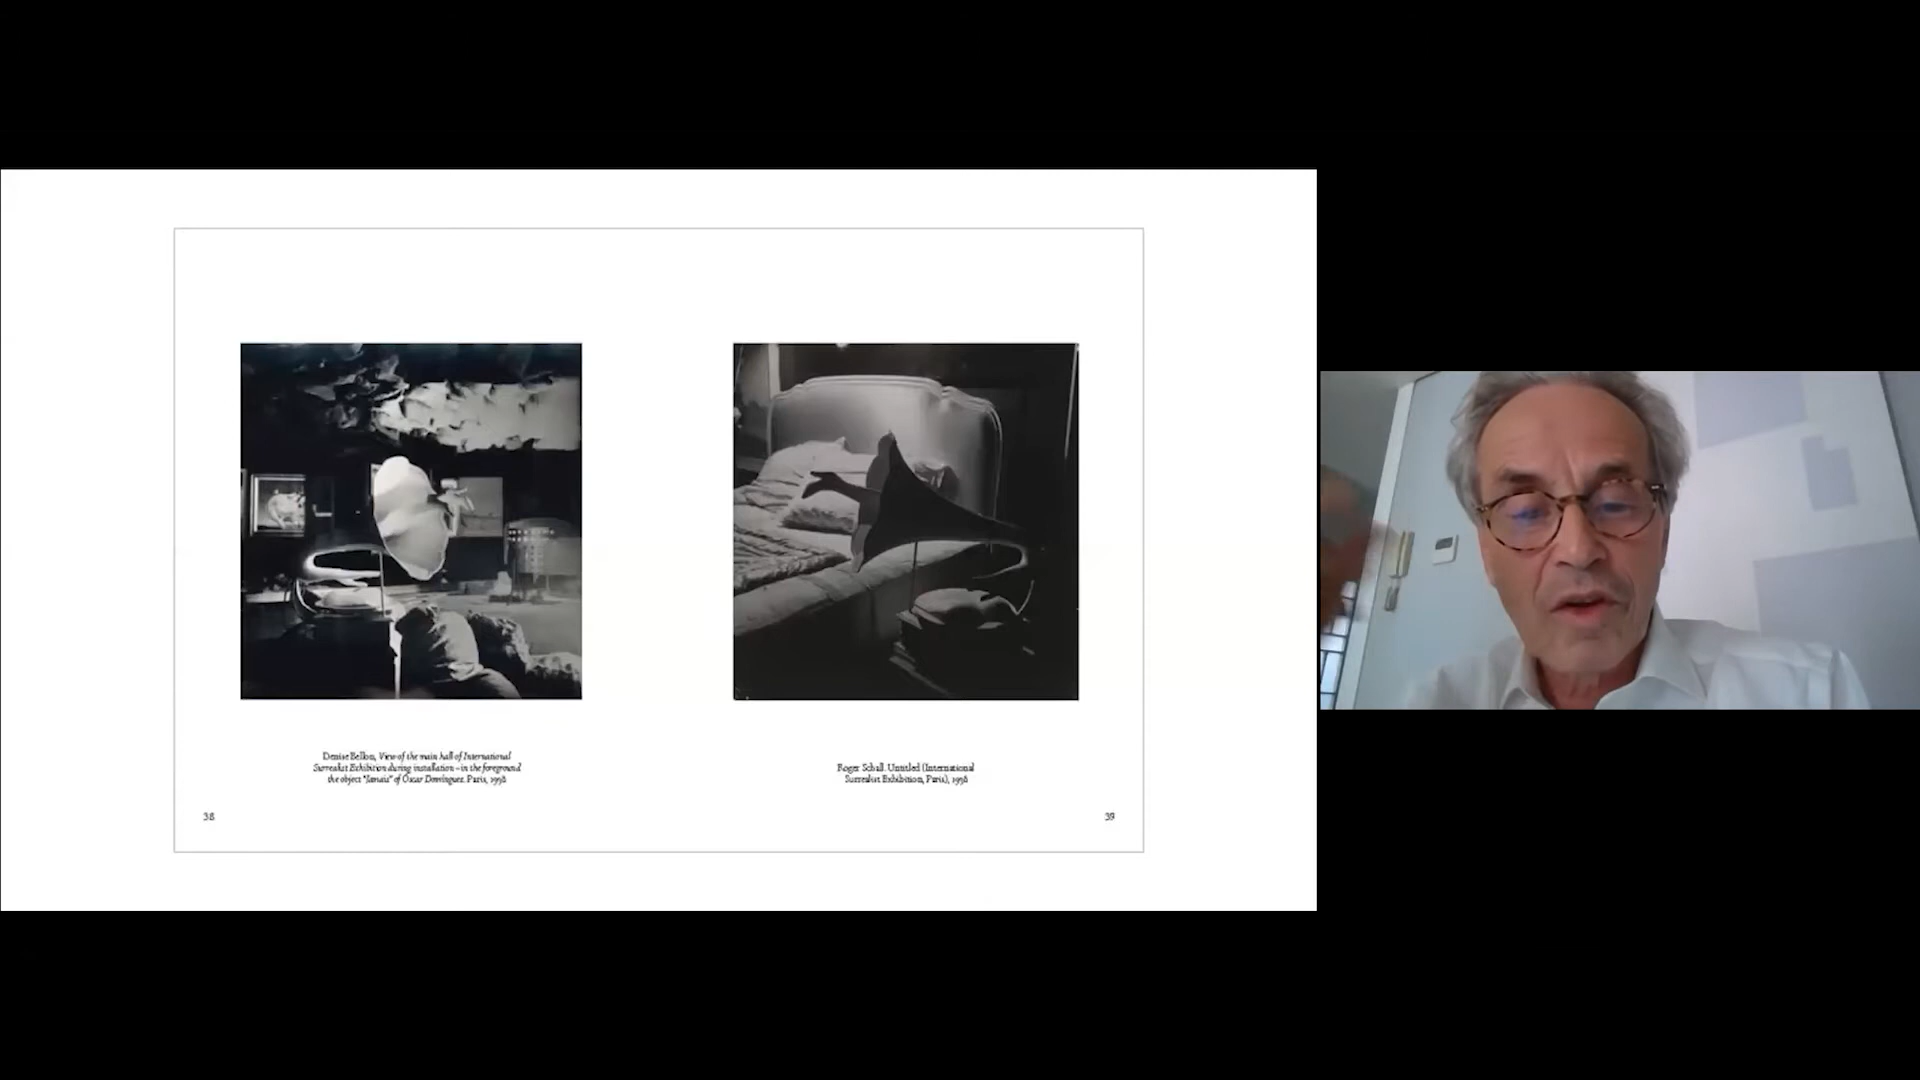 Denise Bellon, View of the main hall of International
Surrealist Exhibition during installation – in the foreground
the object "Jamais" of Óscar Domínguez. Paris, 1938
Roger Schall. Untitled (International
Surrealist Exhibition, Paris), 1938
38
39